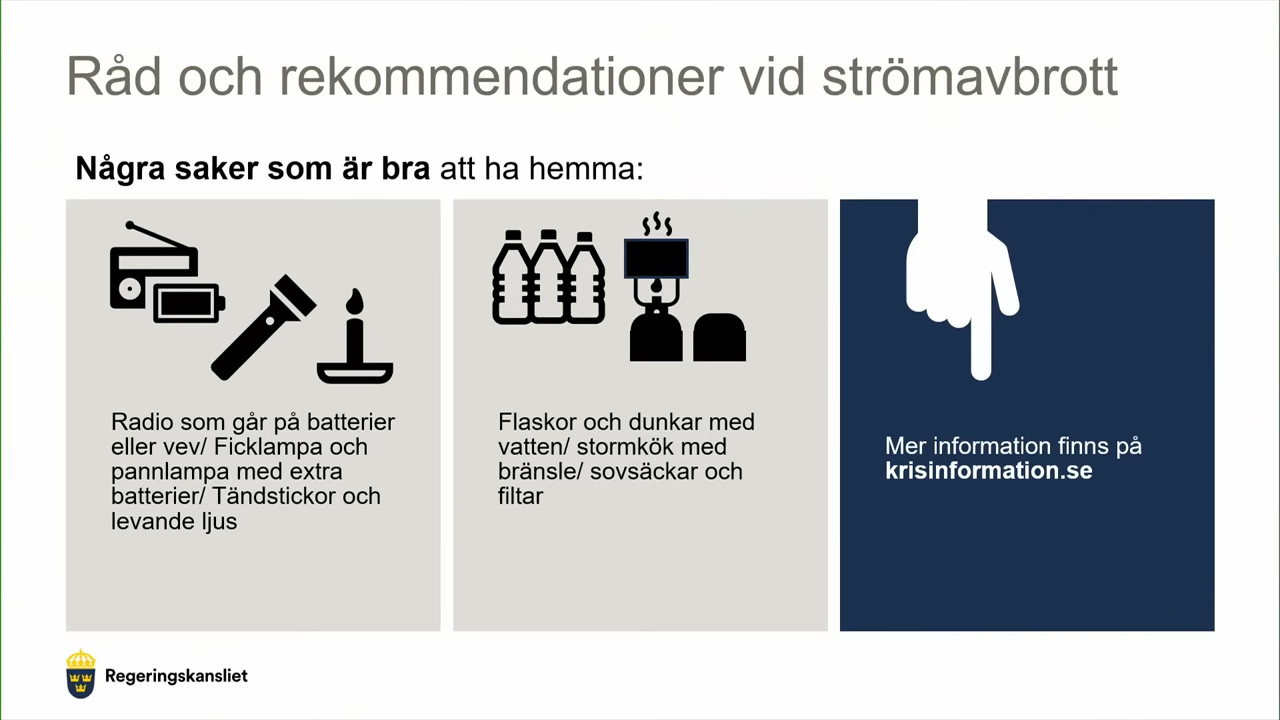 Råd och rekommendationer vid strömavbrott
Några saker som är bra att ha hemma:
Radio som går på batterier
eller vev/ Ficklampa och
pannlampa med extra
batterier/ Tändstickor och
levande ljus
Flaskor och dunkar med
vatten/ stormkök med
bränsle/ sovsäckar och
filtar
Mer information finns på
krisinformation.se
Regeringskansliet